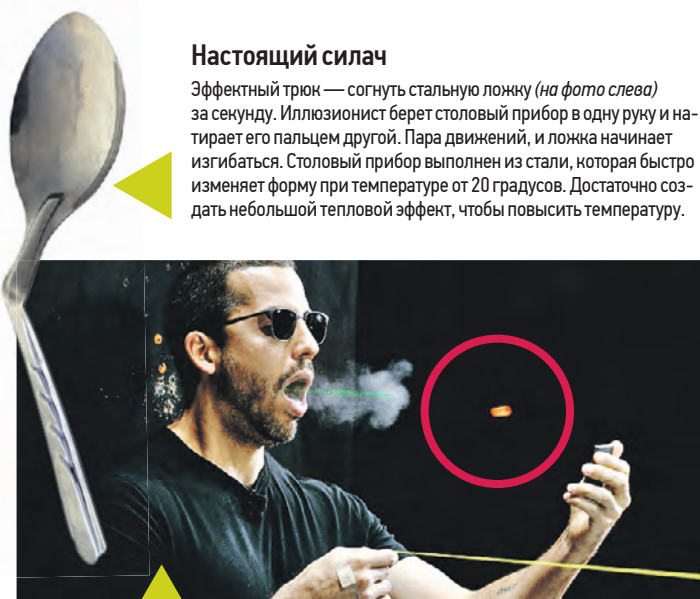 Настоящий силач
Эффектный трюк — согнуть стальную ложку (на фото слева)
за секунду. Иллюзионист берет столовый прибор в одну руку и на-
тирает его пальцем другой. Пара движений, и ложка начинает
изгибаться. Столовый прибор выполнен из стали, которая быстро
изменяет форму при температуре от 20 градусов. Достаточно соз-
дать небольшой тепловой эффект, чтобы повысить температуру.